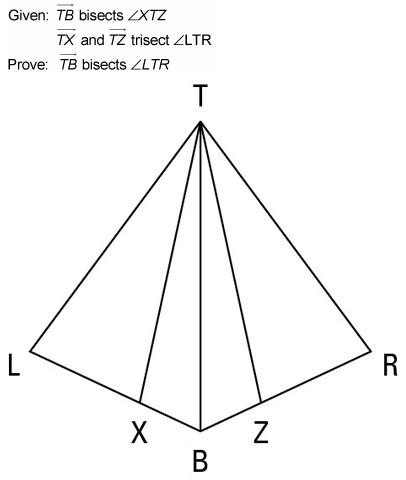 Given: TB bisects ∠XTZ
TX and TZ trisect ∠LTR
Prove: TB bisects ∠LTR
T
L
R
X
Z
B